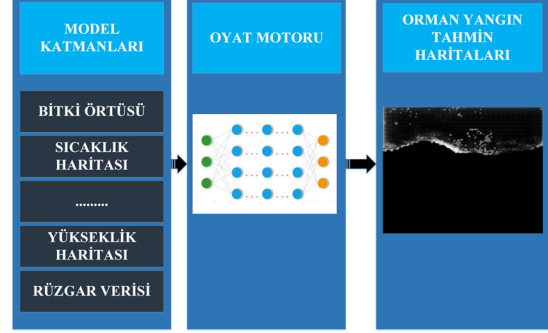 MODEL
KATMANLARI
BİTKİ ÖRTÜSÜ
SICAKLIK
HARİTASI
.........
YÜKSEKLİK
HARİTASI
RÜZGAR VERİSİ
OYAT MOTORU
ORMAN YANGIN
TAHMİN
HARİTALARI